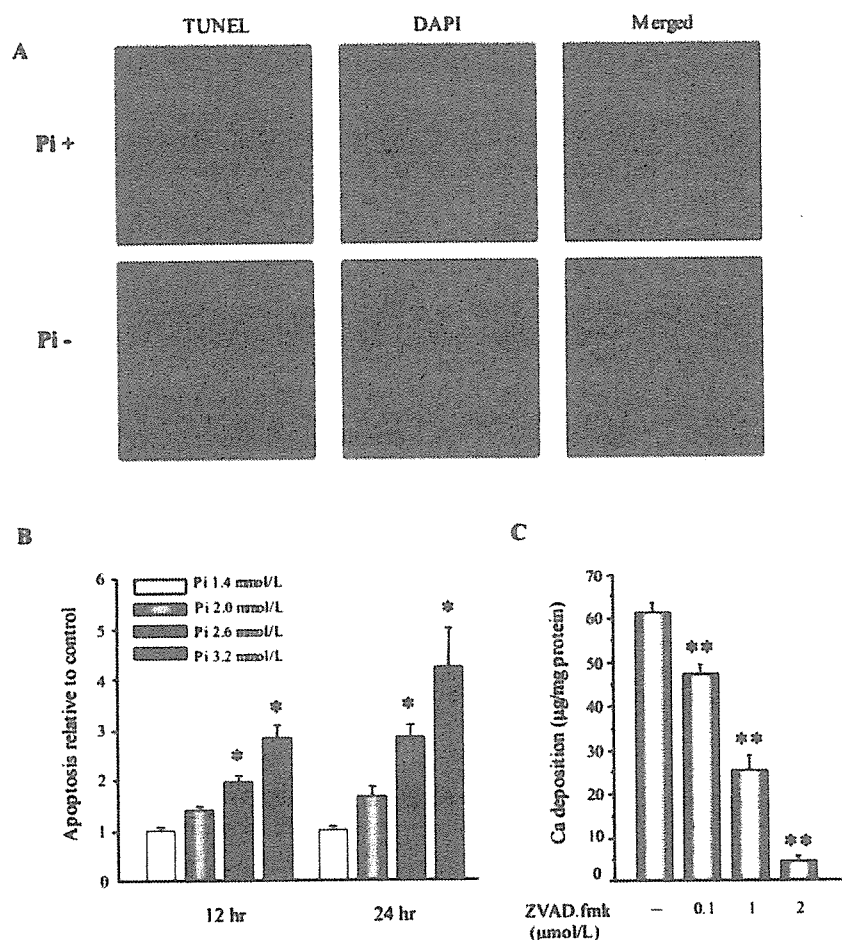 TUNEL DAPI Merged
A
Pi +
Pi -
B
C
Pi 1.4 mmol/L
Pi 2.0 mmol/L
Pi 2.6 mmol/L
Pi 3.2 mmol/L
Apoptosis relative to control
6
5
4
3
2
1
0
* * * *
12 hr 24 hr
Ca deposition (µg/mg protein)
70
60
50
40
30
20
10
0
** ** **
ZVAD.fmk – 0.1 1 2
(µmol/L)